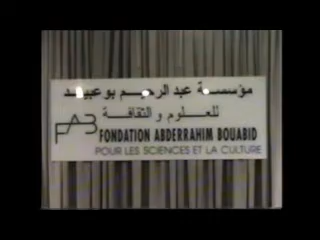 مؤسسة عبد الرحيم بوعبيد
للعلوم و الثقافة
FAB
FONDATION ABDERRAHIM BOUABID
POUR LES SCIENCES ET LA CULTURE